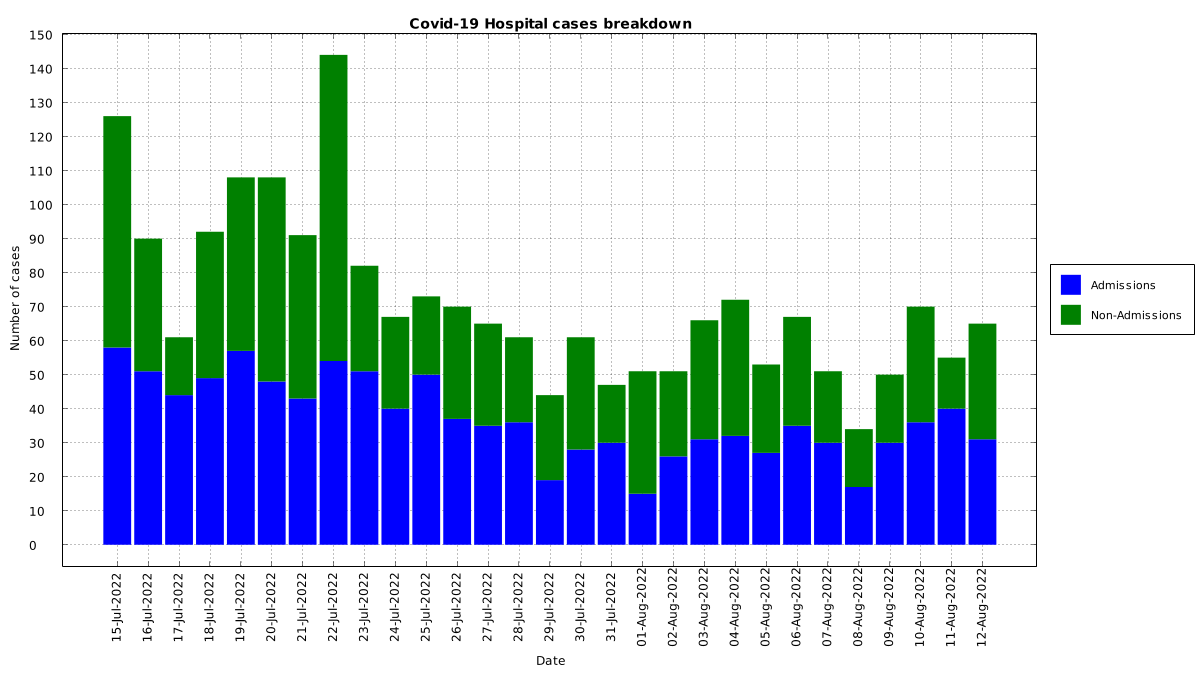 Covid-19 Hospital cases breakdown
150
140
130
120
110
100
90
80
70
60
50
40
30
20
10
0
Number of cases
15-Jul-2022
16-Jul-2022
17-Jul-2022
18-Jul-2022
19-Jul-2022
20-Jul-2022
21-Jul-2022
22-Jul-2022
23-Jul-2022
24-Jul-2022
25-Jul-2022
26-Jul-2022
27-Jul-2022
28-Jul-2022
29-Jul-2022
30-Jul-2022
31-Jul-2022
01-Aug-2022
02-Aug-2022
03-Aug-2022
04-Aug-2022
05-Aug-2022
06-Aug-2022
07-Aug-2022
08-Aug-2022
09-Aug-2022
10-Aug-2022
11-Aug-2022
12-Aug-2022
Date
Admissions
Non-Admissions